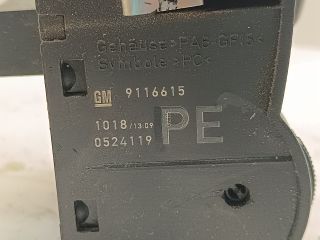 Gehäuse >PA6-GF15<
Symbole >PC<
GM 9116615
1018/13:09 PE
0524119